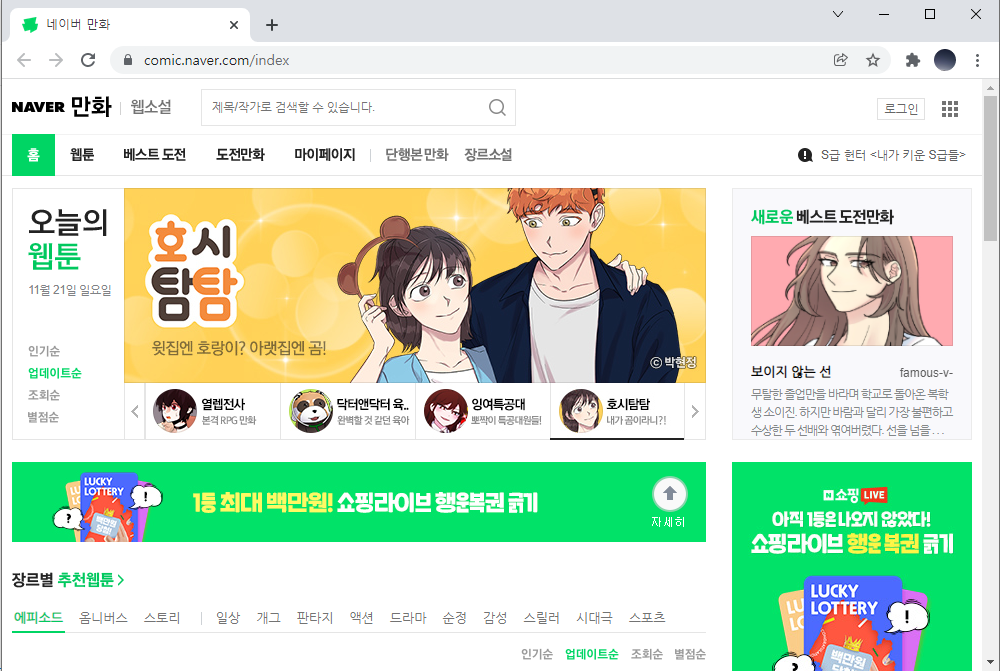 네이버 만화
comic.naver.com/index
NAVER 만화 웹소설
제목/작가로 검색할 수 있습니다.
로그인
홈 웹툰 베스트 도전 도전만화 마이페이지 단행본만화 장르소설
S급 헌터 <내가 키운 S급들>
오늘의
웹툰
11월 21일 일요일
인기순
업데이트순
조회순
별점순
호시
탐탐
윗집엔 호랑이? 아랫집엔 곰!
ⓒ 박현정
열렙전사
본격 RPG 만화
닥터앤닥터 육..
완벽할 것 같던 육아
잉여특공대
뽀짝이 특공대원들!
호시탐탐
내가 곰이라니?!
새로운 베스트 도전만화
보이지 않는 선 famous-v-
무탈한 졸업만을 바라며 학교로 돌아온 복학
생 소이진. 하지만 바람과 달리 가장 불편하고
수상한 두 선배와 엮여버렸다. 선을 넘을 ...
LUCKY
LOTTERY
백만원
당첨!
?
!
1등 최대 백만원! 쇼핑라이브 행운복권 긁기
자세히
쇼핑 LIVE
아직 1등은 나오지 않았다!
쇼핑라이브 행운 복권 긁기
LUCKY
LOTTERY
!
?
백만원
장르별 추천웹툰
에피소드 옴니버스 스토리 일상 개그 판타지 액션 드라마 순정 감성 스릴러 시대극 스포츠
인기순 업데이트순 조회순 별점순